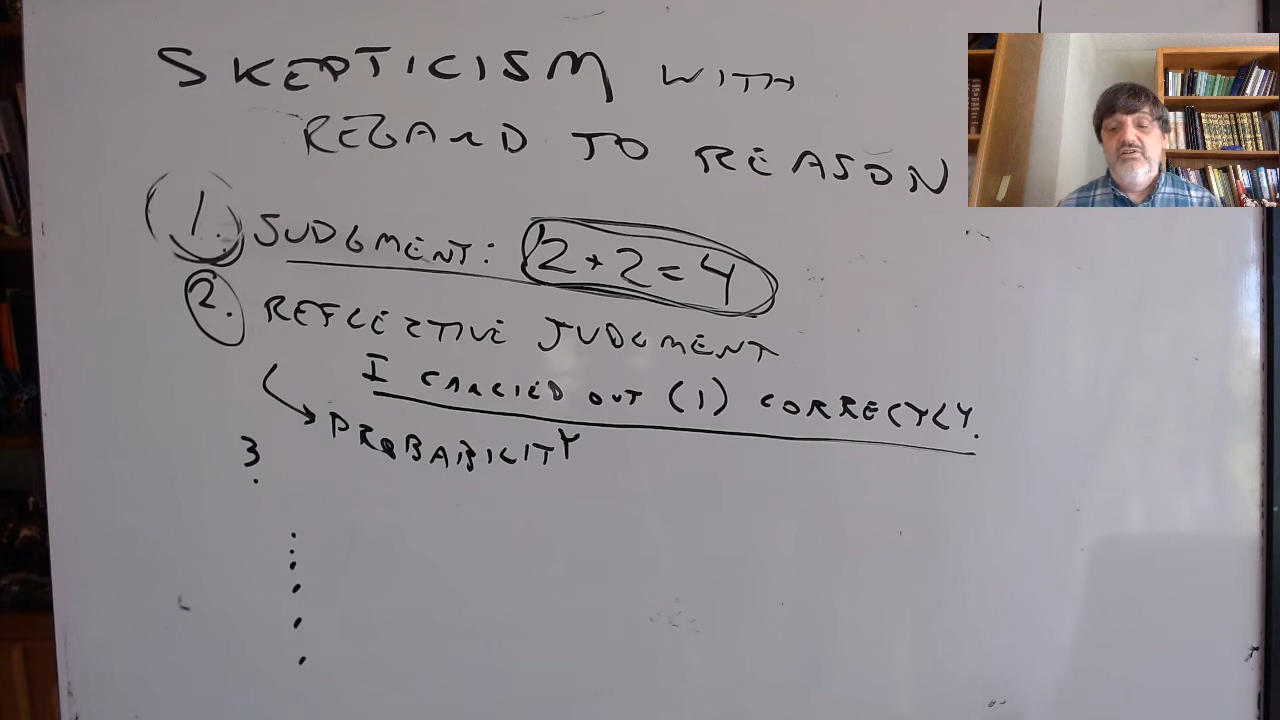 SKEPTICISM WITH
REGARD TO REASON
(1.) JUDGMENT: 2+2=4
2. REFLECTIVE JUDGMENT
I CARRIED OUT (1) CORRECTLY.
PROBABILITY
3.